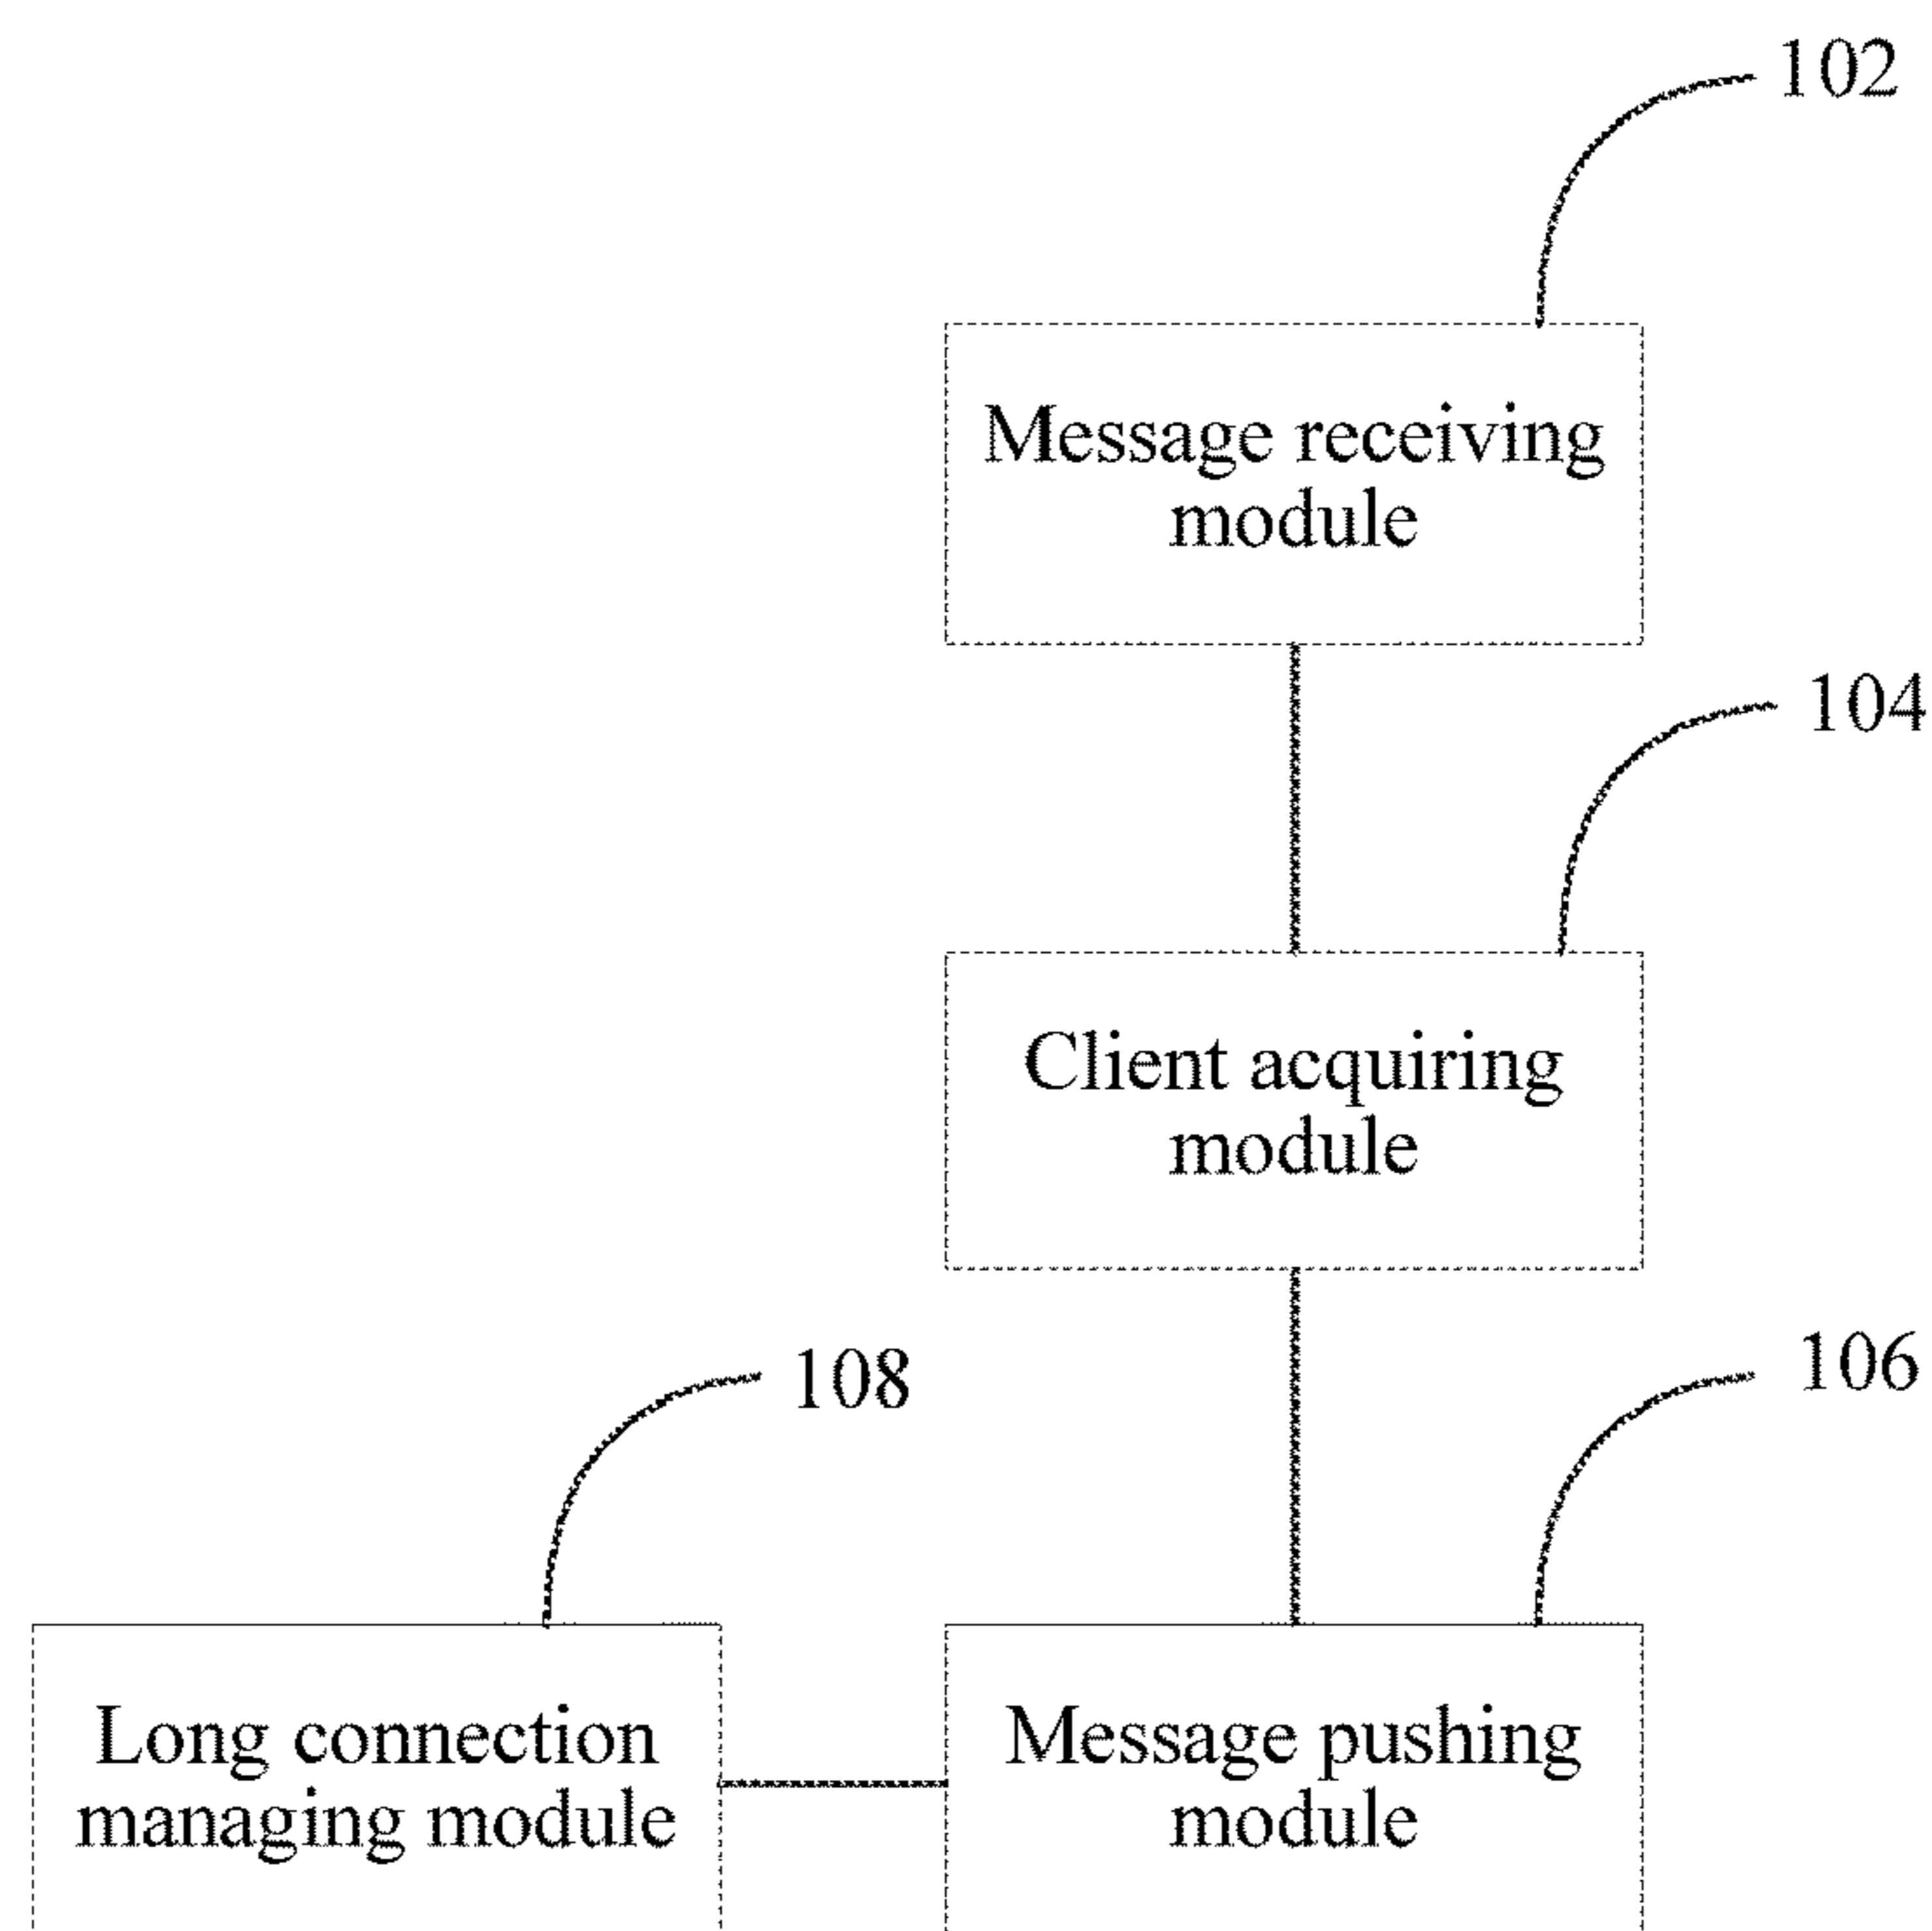 102
Message receiving
module
104
Client acquiring
module
108
106
Long connection
managing module
Message pushing
module